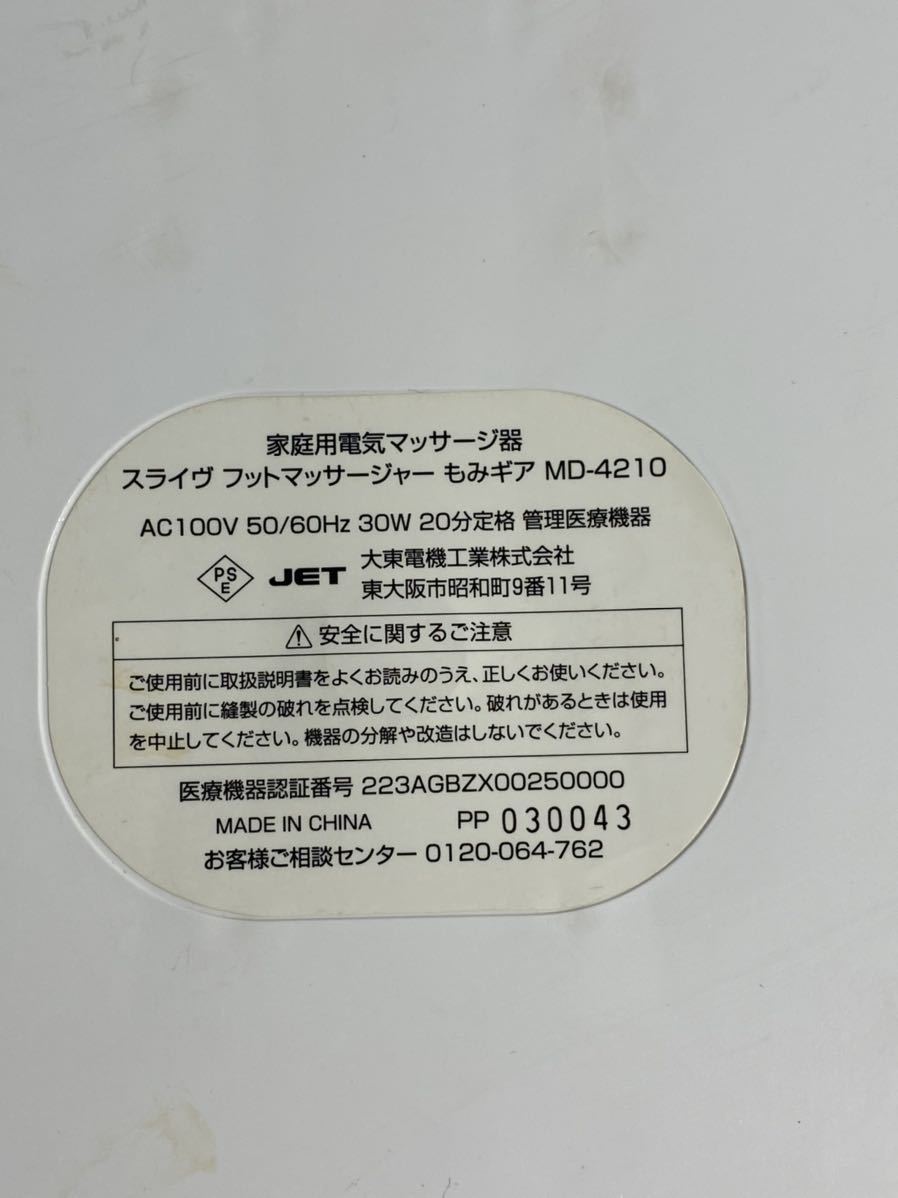 家庭用電気マッサージ器
スライヴ フットマッサージャー もみギア MD-4210
AC100V 50/60Hz 30W 20分定格 管理医療機器
PSE JET 大東電機工業株式会社
東大阪市昭和町9番11号
⚠安全に関するご注意
ご使用前に取扱説明書をよくお読みのうえ、正しくお使いください。
ご使用前に縫製の破れを点検してください。破れがあるときは使用
を中止してください。機器の分解や改造はしないでください。
医療機器認証番号 223AGBZX00250000
MADE IN CHINA PP 030043
お客様ご相談センター 0120-064-762